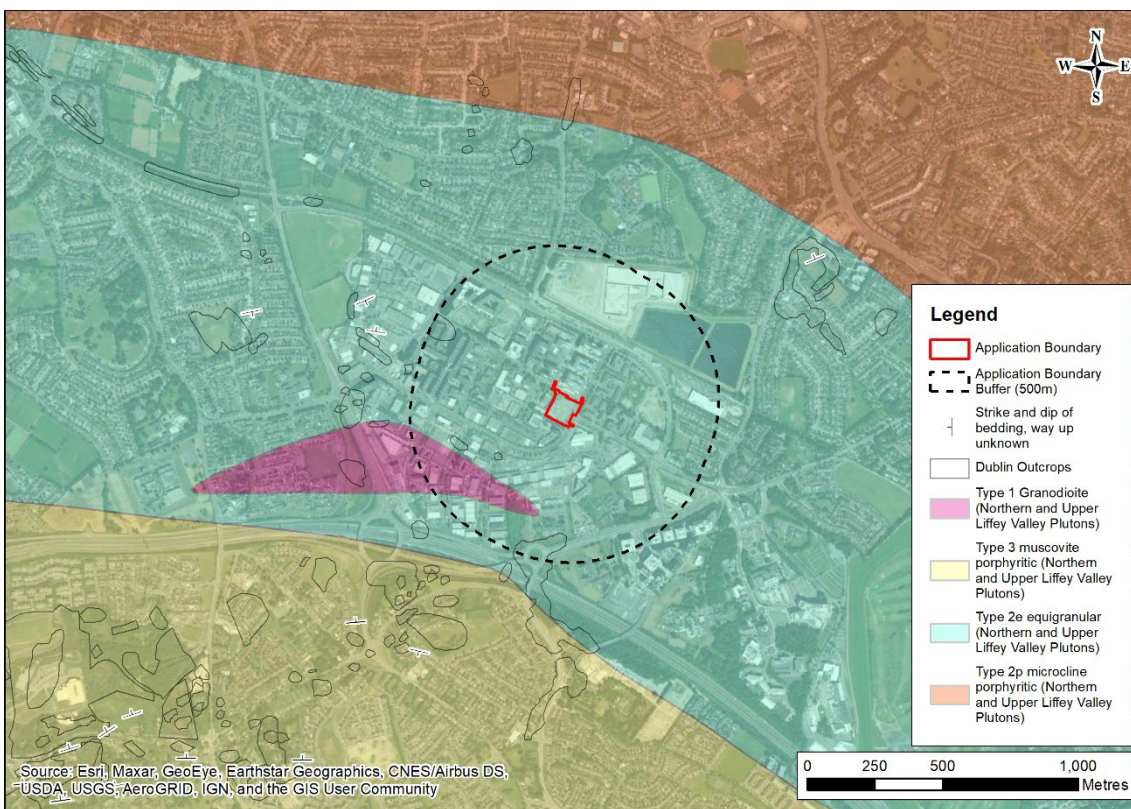 N
W E
S
Legend
Application Boundary
Application Boundary
Buffer (500m)
Strike and dip of
bedding, way up
unknown
Dublin Outcrops
Type 1 Granodioite
(Northern and Upper
Liffey Valley Plutons)
Type 3 muscovite
porphyritic (Northern
and Upper Liffey Valley
Plutons)
Type 2e equigranular
(Northern and Upper
Liffey Valley Plutons)
Type 2p microcline
porphyritic (Northern
and Upper Liffey Valley
Plutons)
0 250 500 1,000
Metres
Source: Esri, Maxar, GeoEye, Earthstar Geographics, CNES/Airbus DS,
USDA, USGS, AeroGRID, IGN, and the GIS User Community